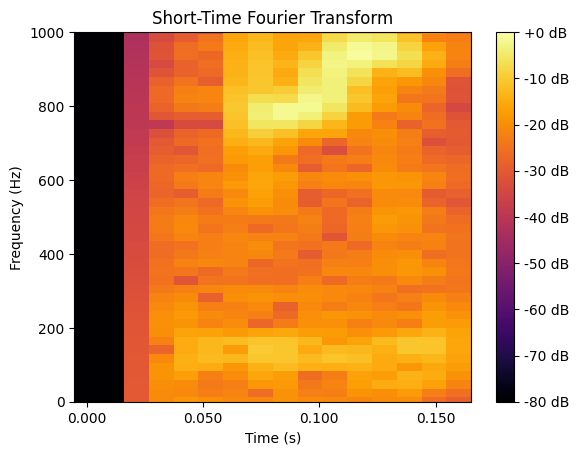 Short-Time Fourier Transform
1000
800
600
400
200
0
Frequency (Hz)
0.000
0.050
0.100
0.150
Time (s)
+0 dB
-10 dB
-20 dB
-30 dB
-40 dB
-50 dB
-60 dB
-70 dB
-80 dB